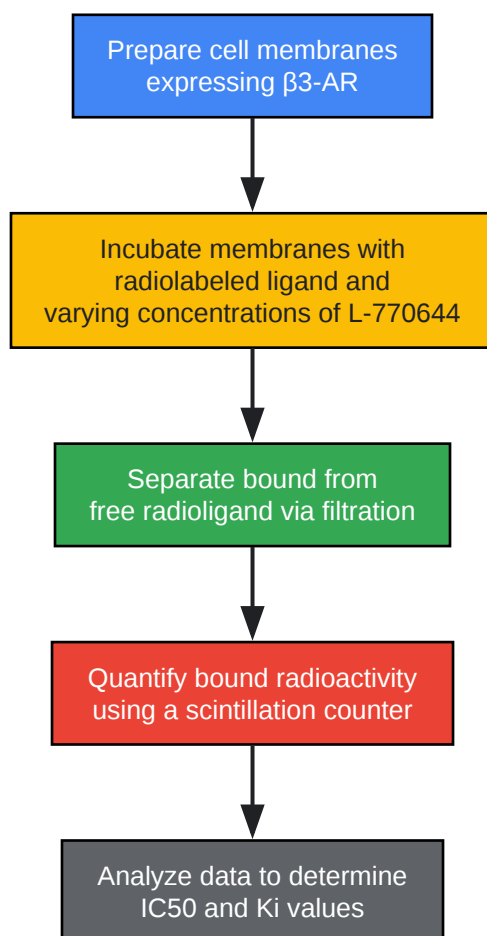 Prepare cell membranes
expressing β3-AR
Incubate membranes with
radiolabeled ligand and
varying concentrations of L-770644
Separate bound from
free radioligand via filtration
Quantify bound radioactivity
using a scintillation counter
Analyze data to determine
IC50 and Ki values